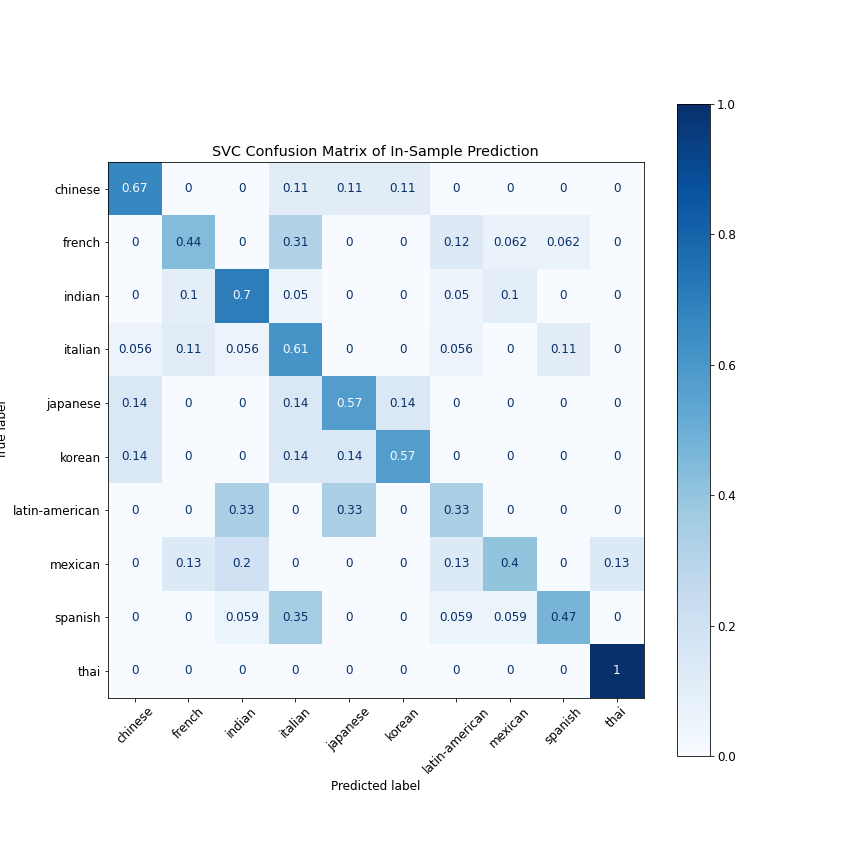 SVC Confusion Matrix of In-Sample Prediction
1.0
chinese 0.67 0 0 0.11 0.11 0.11 0 0 0 0
french 0 0.44 0 0.31 0 0 0.12 0.062 0.062 0
0.8
indian 0 0.1 0.7 0.05 0 0 0.05 0.1 0 0
italian 0.056 0.11 0.056 0.61 0 0 0.056 0 0.11 0
0.6
japanese 0.14 0 0 0.14 0.57 0.14 0 0 0 0
True label
korean 0.14 0 0 0.14 0.14 0.57 0 0 0 0
0.4
latin-american 0 0 0.33 0 0.33 0 0.33 0 0 0
mexican 0 0.13 0.2 0 0 0 0.13 0.4 0 0.13
0.2
spanish 0 0 0.059 0.35 0 0 0.059 0.059 0.47 0
thai 0 0 0 0 0 0 0 0 0 1
0.0
chinese french indian italian japanese korean latin-american mexican spanish thai
Predicted label